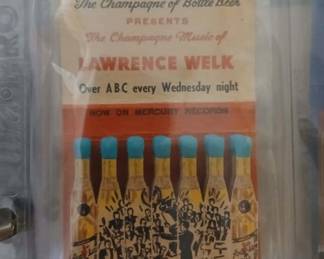 The Champagne of Bottle Beer
PRESENTS
The Champagne Music of
LAWRENCE WELK
Over ABC every Wednesday night
NOW ON MERCURY RECORDS